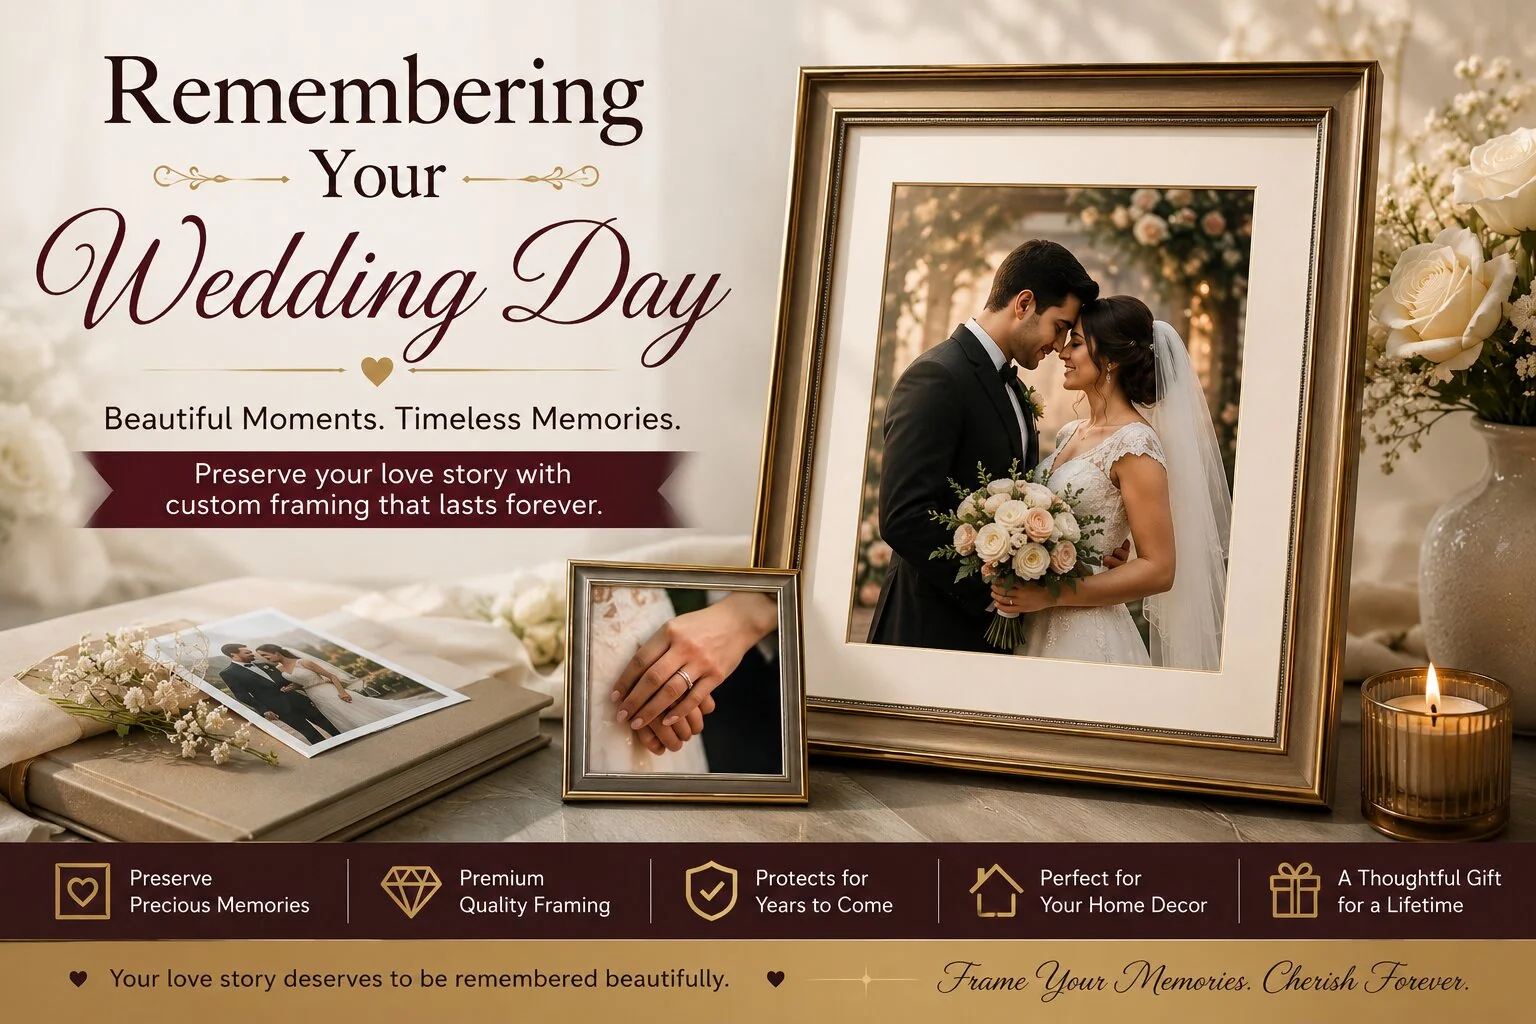 Remembering
Your
Wedding Day
Beautiful Moments. Timeless Memories.
Preserve your love story with
custom framing that lasts forever.
Preserve
Precious Memories
Premium
Quality Framing
Protects for
Years to Come
Perfect for
Your Home Decor
A Thoughtful Gift
for a Lifetime
Your love story deserves to be remembered beautifully.
Frame Your Memories. Cherish Forever.